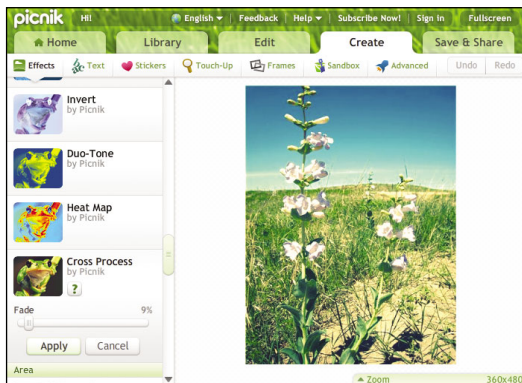 picnik Hi! English Feedback Help Subscribe Now! Sign in Fullscreen
Home Library Edit Create Save & Share
Effects Text Stickers Touch-Up Frames Sandbox Advanced Undo Redo
Invert
by Picnik
Duo-Tone
by Picnik
Heat Map
by Picnik
Cross Process
by Picnik
?
Fade 9%
Apply Cancel
Area
Zoom 360x480